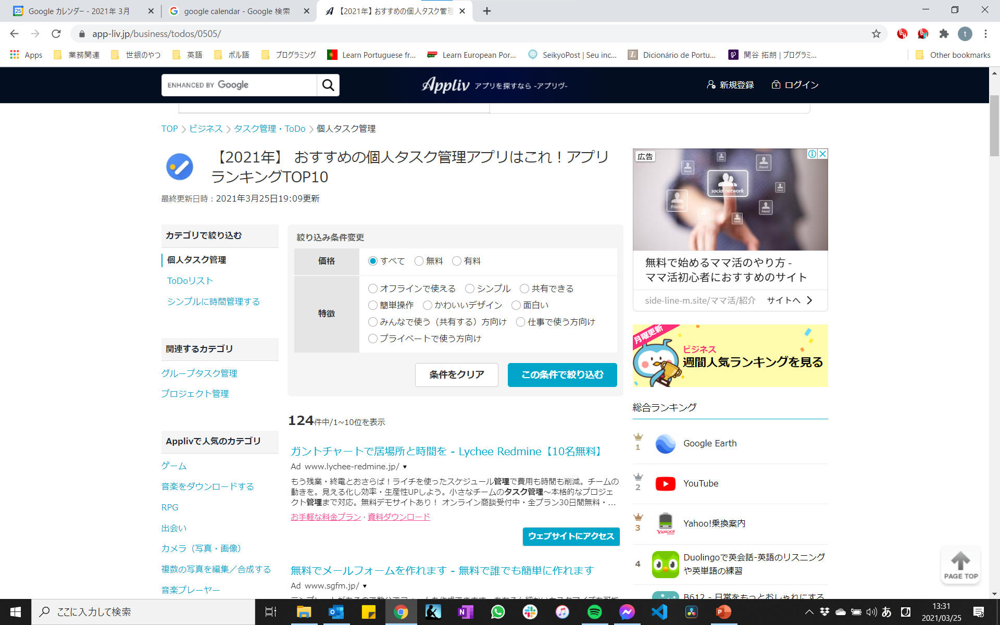 Google カレンダー - 2021年 3月
google calendar - Google 検索
【2021年】おすすめの個人タスク管理
app-liv.jp/business/todos/0505/
t
Apps
業務関連
世銀のやつ
英語
ポル語
プログラミング
Learn Portuguese fr...
Learn European Por...
SeikyoPost | Seu inc...
Dicionário de Portu...
関谷 拓朗 | プログラミ...
Other bookmarks
ENHANCED BY Google
Appliv アプリを探すなら -アプリヴ-
新規登録
ログイン
TOP > ビジネス > タスク管理・ToDo > 個人タスク管理
【2021年】 おすすめの個人タスク管理アプリはこれ！アプリ
ランキングTOP10
最終更新日時：2021年3月25日19:09更新
カテゴリで絞り込む
個人タスク管理
ToDoリスト
シンプルに時間管理する
関連するカテゴリ
グループタスク管理
プロジェクト管理
Applivで人気のカテゴリ
ゲーム
音楽をダウンロードする
RPG
出会い
カメラ（写真・画像）
複数の写真を編集／合成する
音楽プレーヤー
絞り込み条件変更
価格
すべて 無料 有料
特徴
オフラインで使える シンプル 共有できる
簡単操作 かわいいデザイン 面白い
みんなで使う（共有する）方向け 仕事で使う方向け
プライベートで使う方向け
条件をクリア
この条件で絞り込む
124件中/1~10位を表示
ガントチャートで居場所と時間を - Lychee Redmine【10名無料】
Ad www.lychee-redmine.jp/ ▼
もう残業・終電とおさらば！ライチを使ったスケジュール管理で費用も時間も削減。チームの
動きを。見える化し効率・生産性UPしよう。小さなチームのタスク管理～本格的なプロジェ
クト管理まで対応。無料デモサイトあり！ オンライン商談受付中・全プラン30日間無料・...
お手軽な料金プラン · 資料ダウンロード
ウェブサイトにアクセス
無料でメールフォームを作れます - 無料で誰でも簡単に作れます
Ad www.sgfm.jp/ ▼
広告
friend
friend
friend
social network
friend
friend
friend
friend
無料で始めるママ活のやり方 -
ママ活初心者におすすめのサイト
side-line-m.site/ママ活/紹介 サイトへ
月曜更新
ビジネス
週間人気ランキングを見る
総合ランキング
1 Google Earth
2 YouTube
3 YAHOO! Yahoo!乗換案内
4 Duolingoで英会話-英語のリスニング
や英単語の練習
B612 - 日常をもっとおしゃれにする
PAGE TOP
ここに入力して検索
あ
13:31
2021/03/25